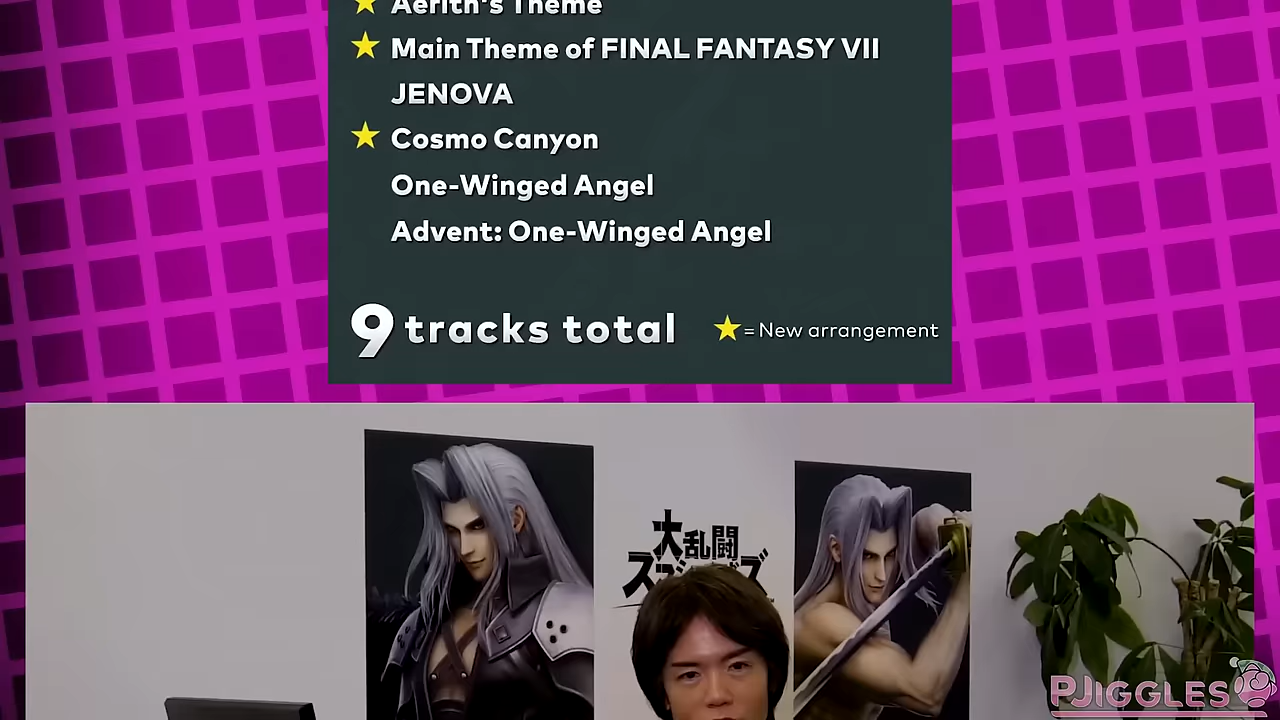 ★ Aerith's Theme
★ Main Theme of FINAL FANTASY VII
JENOVA
★ Cosmo Canyon
One-Winged Angel
Advent: One-Winged Angel
9 tracks total
★ = New arrangement
大乱闘
PJIGGLES